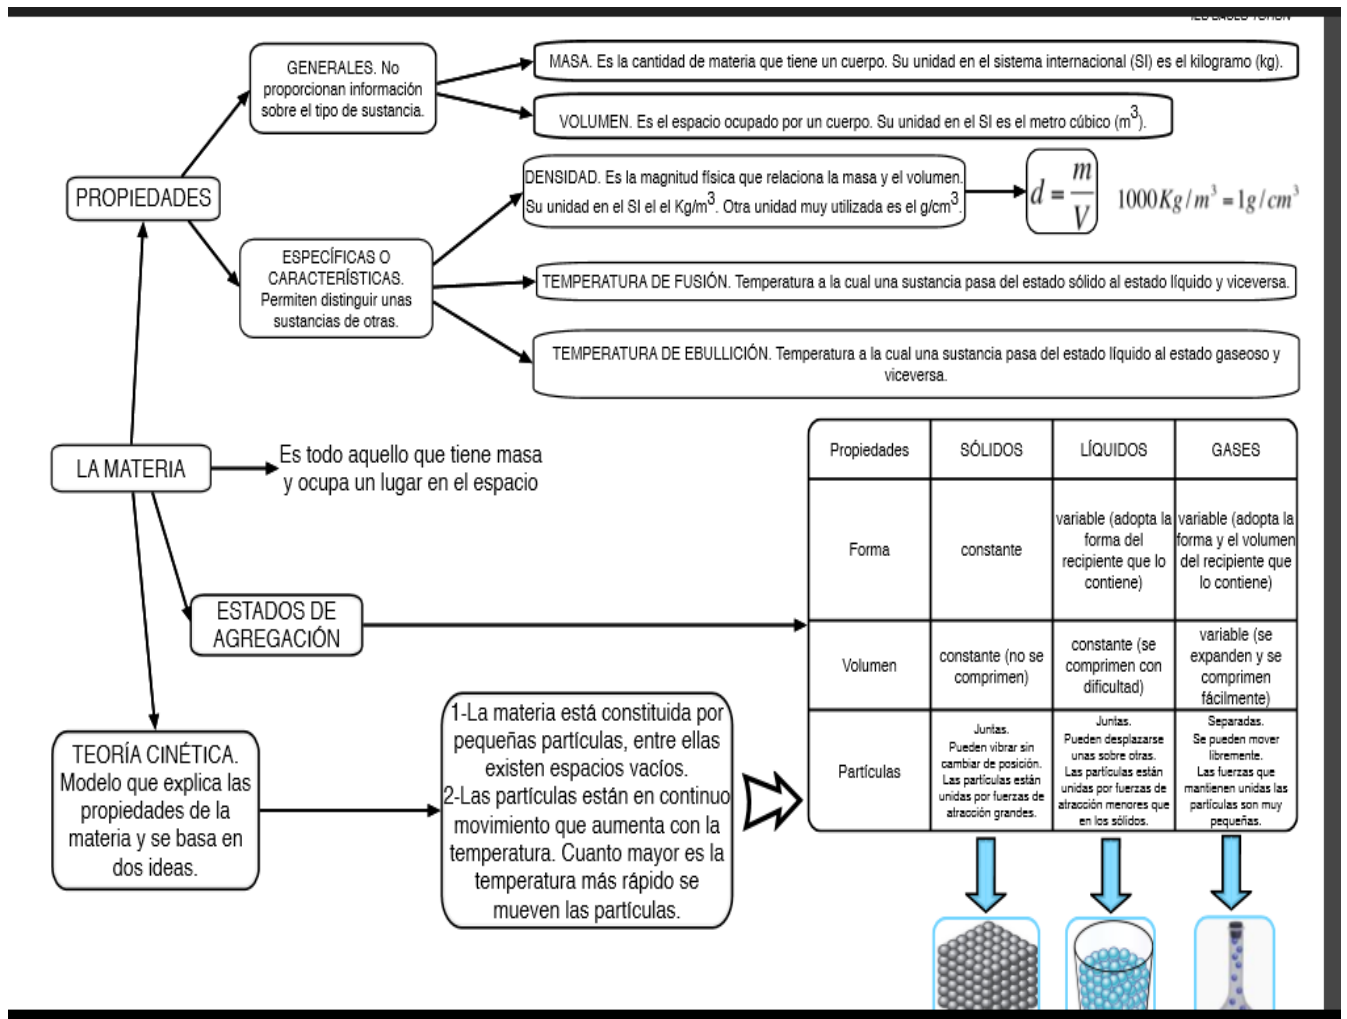 GENERALES. No
proporcionan información
sobre el tipo de sustancia.
MASA. Es la cantidad de materia que tiene un cuerpo. Su unidad en el sistema internacional (SI) es el kilogramo (kg).
VOLUMEN. Es el espacio ocupado por un cuerpo. Su unidad en el SI es el metro cúbico (m³).
PROPIEDADES
DENSIDAD. Es la magnitud física que relaciona la masa y el volumen.
Su unidad en el SI el el Kg/m³. Otra unidad muy utilizada es el g/cm³.
d = m/V
1000Kg/m³ = 1g/cm³
ESPECÍFICAS O
CARACTERÍSTICAS.
Permiten distinguir unas
sustancias de otras.
TEMPERATURA DE FUSIÓN. Temperatura a la cual una sustancia pasa del estado sólido al estado líquido y viceversa.
TEMPERATURA DE EBULLICIÓN. Temperatura a la cual una sustancia pasa del estado líquido al estado gaseoso y
viceversa.
LA MATERIA
Es todo aquello que tiene masa
y ocupa un lugar en el espacio
ESTADOS DE
AGREGACIÓN
Propiedades
SÓLIDOS
LÍQUIDOS
GASES
Forma
constante
variable (adopta la
forma del
recipiente que lo
contiene)
variable (adopta la
forma y el volumen
del recipiente que
lo contiene)
Volumen
constante (no se
comprimen)
constante (se
comprimen con
dificultad)
variable (se
expanden y se
comprimen
fácilmente)
Partículas
Juntas.
Pueden vibrar sin
cambiar de posición.
Las partículas están
unidas por fuerzas de
atracción grandes.
Juntas.
Pueden desplazarse
unas sobre otras.
Las partículas están
unidas por fuerzas de
atracción menores que
en los sólidos.
Separadas.
Se pueden mover
libremente.
Las fuerzas que
mantienen unidas las
partículas son muy
pequeñas.
TEORÍA CINÉTICA.
Modelo que explica las
propiedades de la
materia y se basa en
dos ideas.
1-La materia está constituida por
pequeñas partículas, entre ellas
existen espacios vacíos.
2-Las partículas están en continuo
movimiento que aumenta con la
temperatura. Cuanto mayor es la
temperatura más rápido se
mueven las partículas.